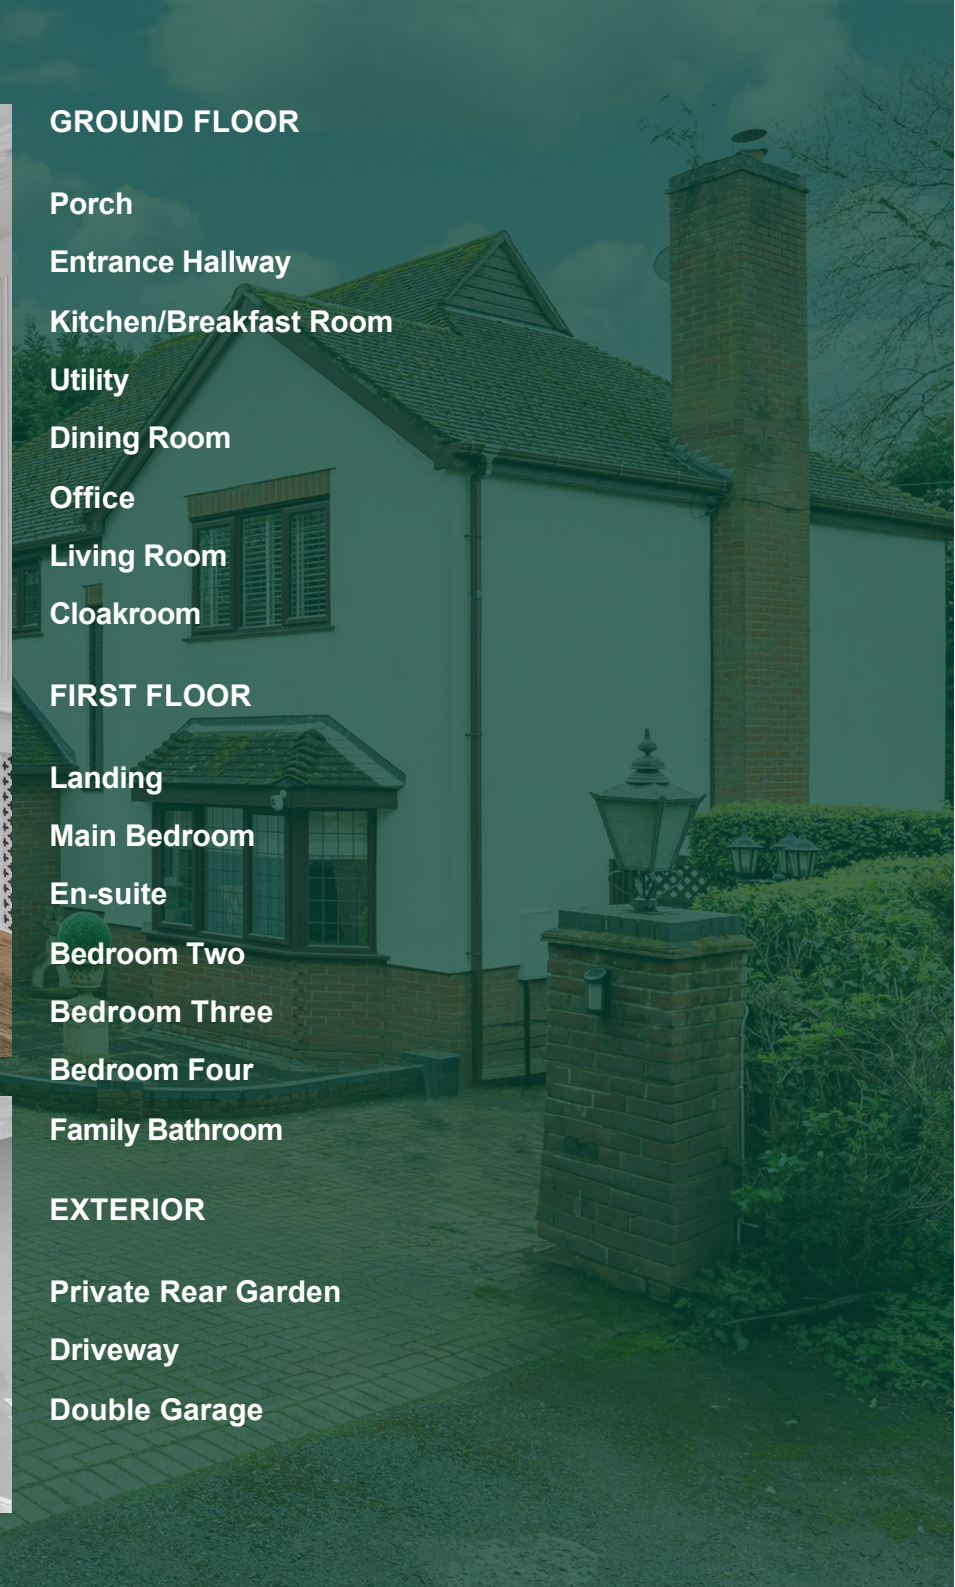 GROUND FLOOR
Porch
Entrance Hallway
Kitchen/Breakfast Room
Utility
Dining Room
Office
Living Room
Cloakroom
FIRST FLOOR
Landing
Main Bedroom
En-suite
Bedroom Two
Bedroom Three
Bedroom Four
Family Bathroom
EXTERIOR
Private Rear Garden
Driveway
Double Garage